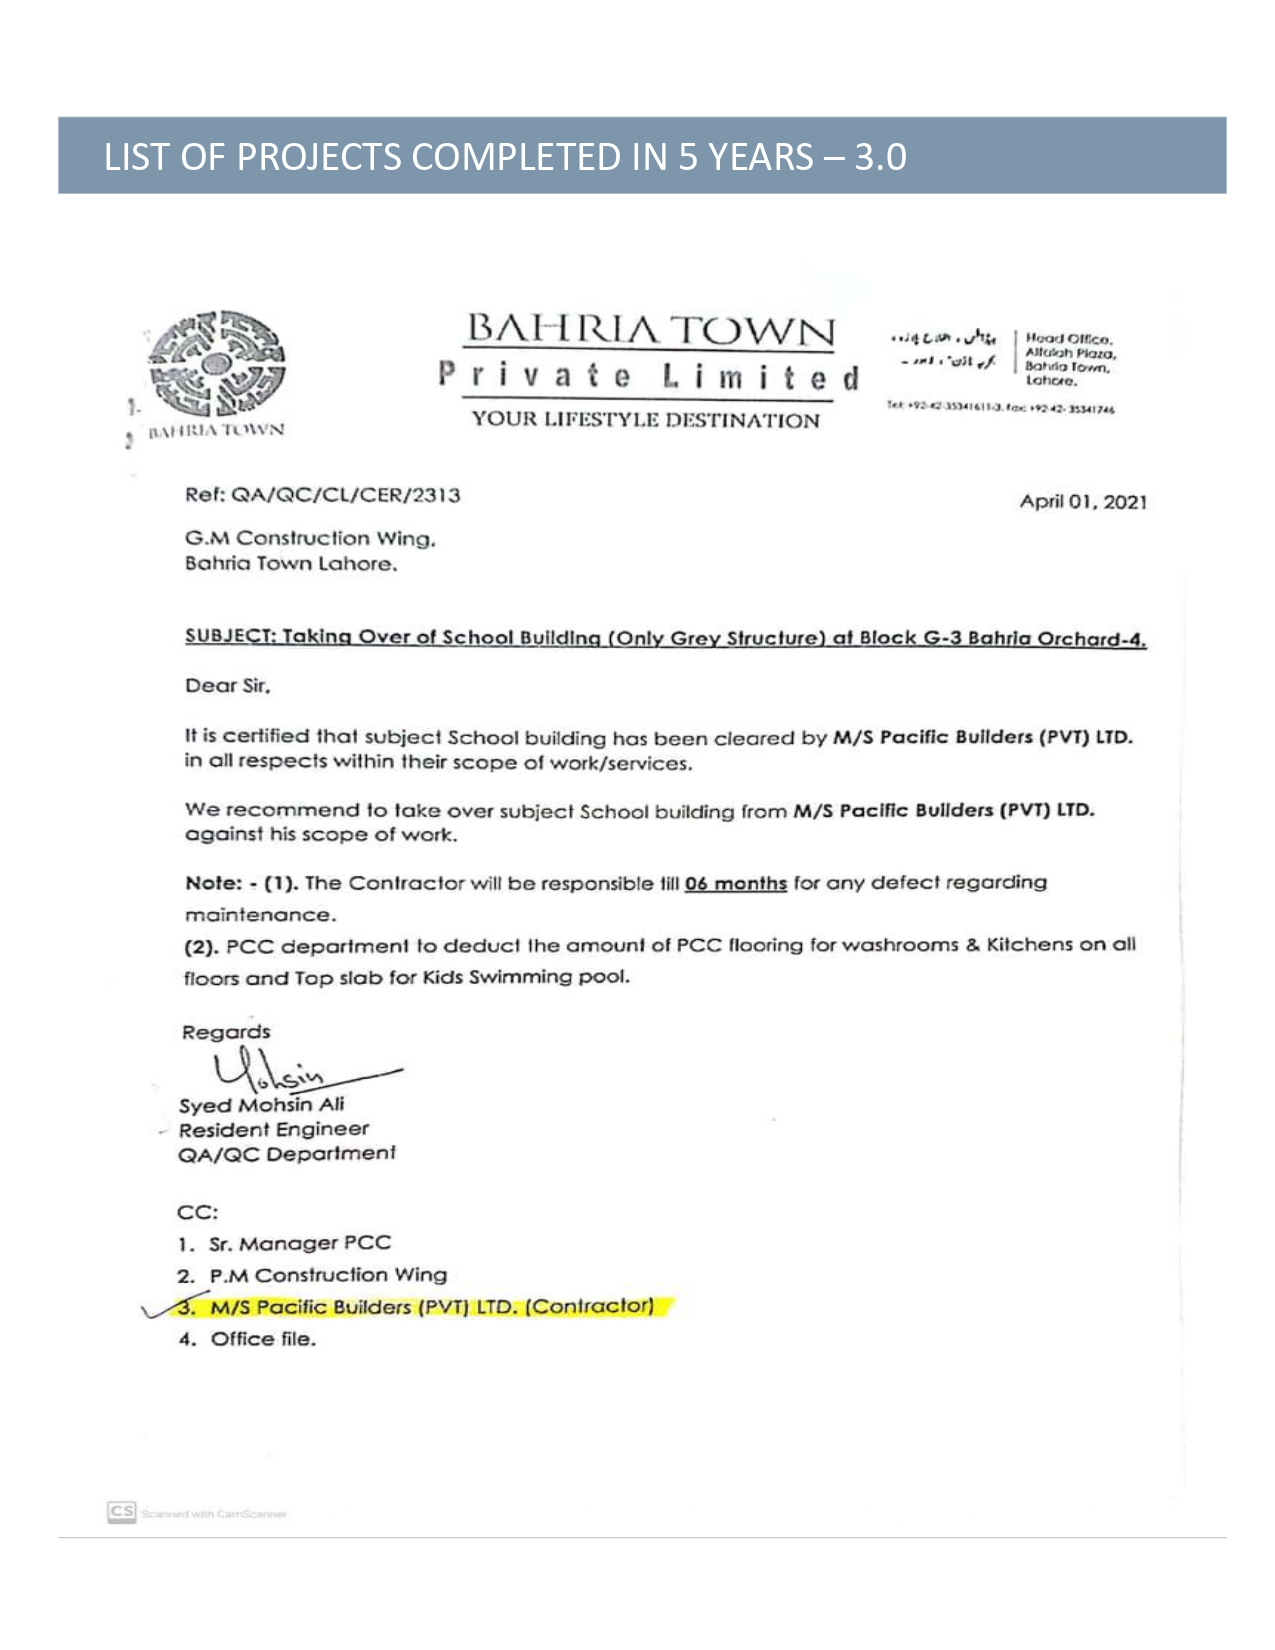 LIST OF PROJECTS COMPLETED IN 5 YEARS – 3.0
BAHRIA TOWN
Private Limited
YOUR LIFESTYLE DESTINATION
Head Office,
Plaza,
Bahria Town,
Lahore.
Tel: +92-42-35341611-3, Fax: +92-42- 35341746
BAHRIA TOWN
Ref: QA/QC/CL/CER/2313
April 01, 2021
G.M Construction Wing,
Bahria Town Lahore.
SUBJECT: Taking Over of School Building (Only Grey Structure) at Block G-3 Bahria Orchard-4.
Dear Sir,
It is certified that subject School building has been cleared by M/S Pacific Builders (PVT) LTD.
in all respects within their scope of work/services.
We recommend to take over subject School building from M/S Pacific Builders (PVT) LTD.
against his scope of work.
Note: - (1). The Contractor will be responsible till 06 months for any defect regarding
maintenance.
(2). PCC department to deduct the amount of PCC flooring for washrooms & Kitchens on all
floors and Top slab for Kids Swimming pool.
Regards
Mohsin
Syed Mohsin Ali
Resident Engineer
QA/QC Department
CC:
1. Sr. Manager PCC
2. P.M Construction Wing
3. M/S Pacific Builders (PVT) LTD. (Contractor)
4. Office file.
CS Scanned with CamScanner